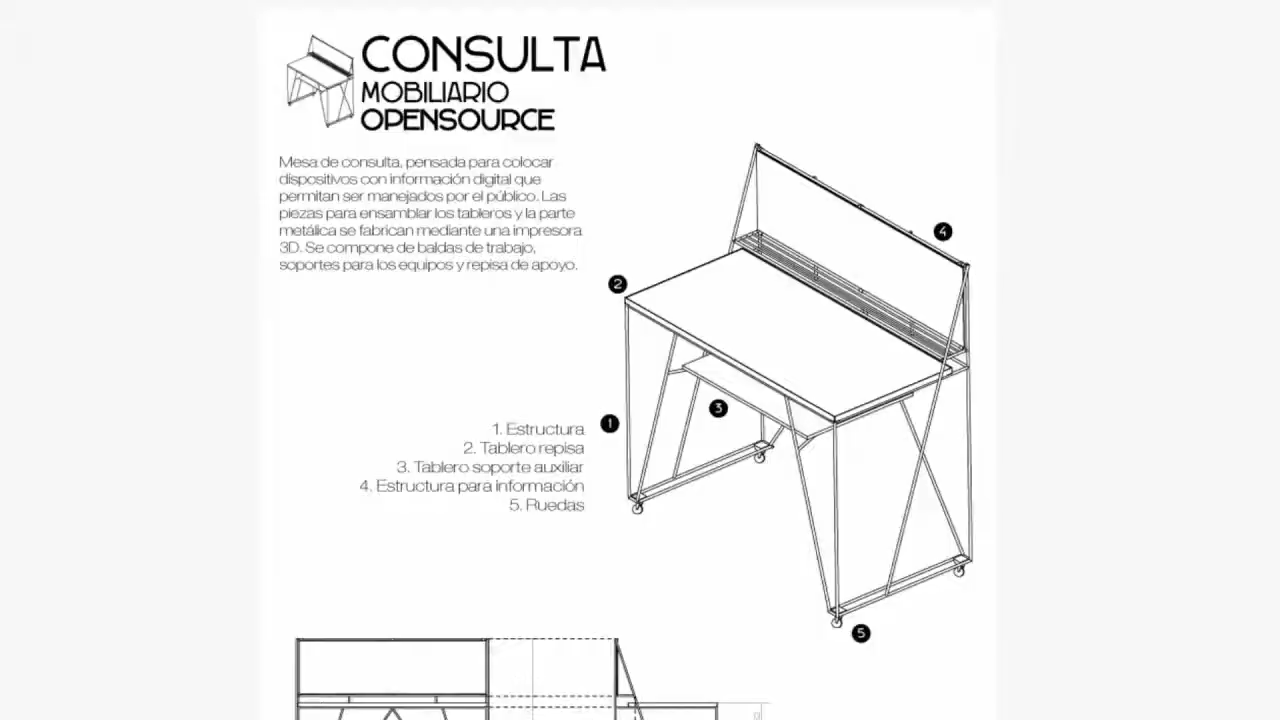 CONSULTA
MOBILIARIO
OPENSOURCE
Mesa de consulta, pensada para colocar
dispositivos con información digital que
permitan ser manejados por el público. Las
piezas para ensamblar los tableros y la parte
metálica se fabrican mediante una impresora
3D. Se compone de baldas de trabajo,
soportes para los equipos y repisa de apoyo.
4
2
3
1
1. Estructura
2. Tablero repisa
3. Tablero soporte auxiliar
4. Estructura para información
5. Ruedas
5